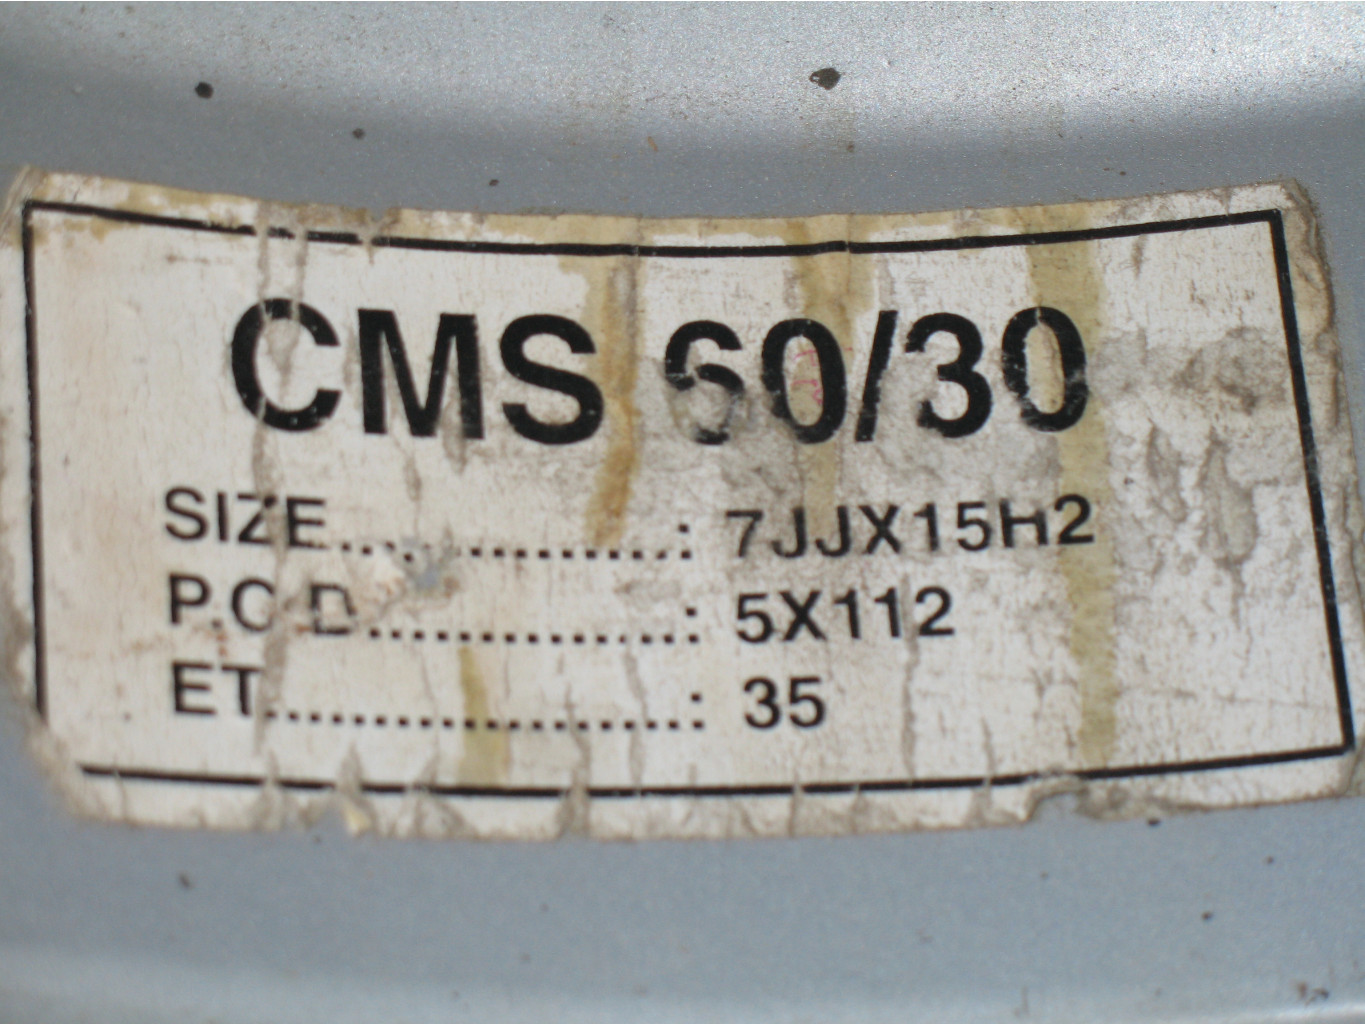 CMS 60/30
SIZE....................: 7JJX15H2
P.C.D...................: 5X112
ET.........................: 35